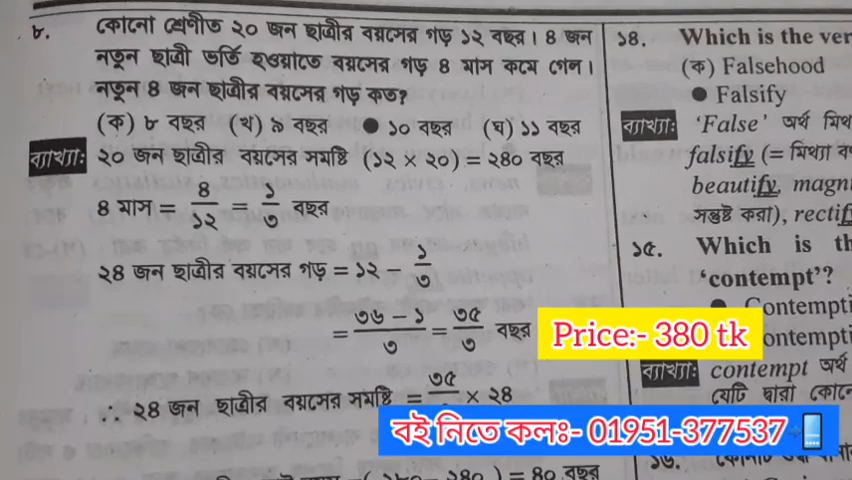 ৮. কোনো শ্রেণীত ২০ জন ছাত্রীর বয়সের গড় ১২ বছর। ৪ জন
নতুন ছাত্রী ভর্তি হওয়াতে বয়সের গড় ৪ মাস কমে গেল।
নতুন ৪ জন ছাত্রীর বয়সের গড় কত?
(ক) ৮ বছর (খ) ৯ বছর ● ১০ বছর (ঘ) ১১ বছর
ব্যাখ্যা: ২০ জন ছাত্রীর বয়সের সমষ্টি (১২ × ২০) = ২৪০ বছর
৪ মাস = ৪/১২ = ১/৩ বছর
২৪ জন ছাত্রীর বয়সের গড় = ১২ − ১/৩
= ৩৬ − ১/৩ = ৩৫/৩ বছর
∴ ২৪ জন ছাত্রীর বয়সের সমষ্টি = ৩৫ × ২৪
২৪০ ) = ৪০ বছর
১৪. Which is the ver
(ক) Falsehood
● Falsify
ব্যাখ্যা: 'False' অর্থ মিথ
falsify (= মিথ্যা
beautify, magn
সন্তুষ্ট করা), rectif
১৫. Which is th
'contempt'?
● Contempti
ontempti
ব্যাখ্যা: contempt অর্থ
যেটি দ্বারা কোনে
১৬.
Price:- 380 tk
বই নিতে কলঃ- 01951-377537